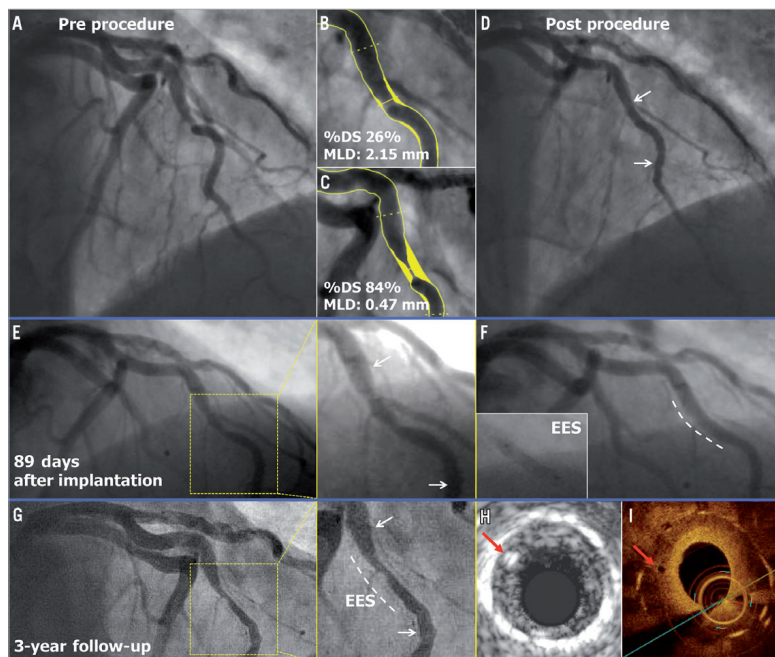 A
Pre procedure
B
%DS 26%
MLD: 2.15 mm
C
%DS 84%
MLD: 0.47 mm
D
Post procedure
E
89 days
after implantation
F
EES
G
3-year follow-up
EES
H
I